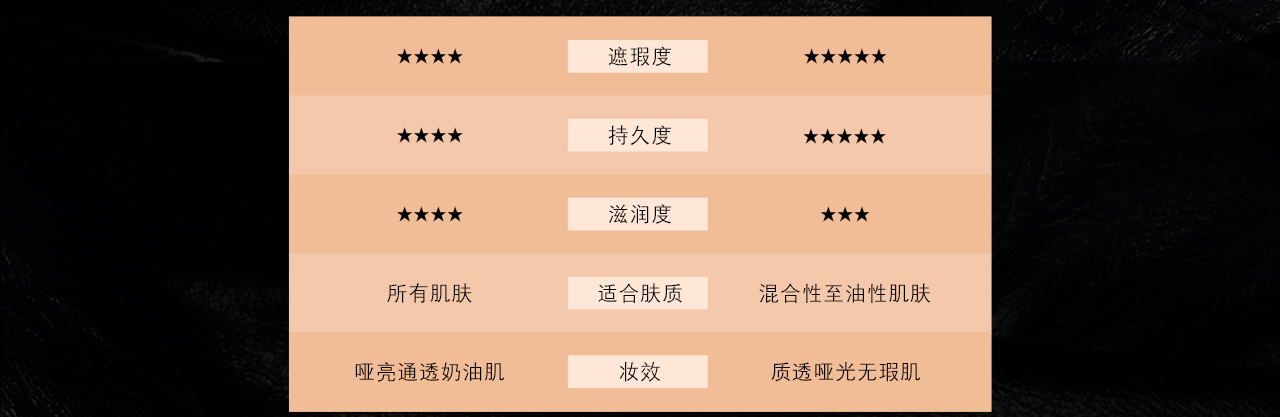 ★★★★ 遮瑕度 ★★★★★
★★★★ 持久度 ★★★★★
★★★★ 滋润度 ★★★
所有肌肤 适合肤质 混合性至油性肌肤
哑亮通透奶油肌 妆效 质透哑光无瑕肌